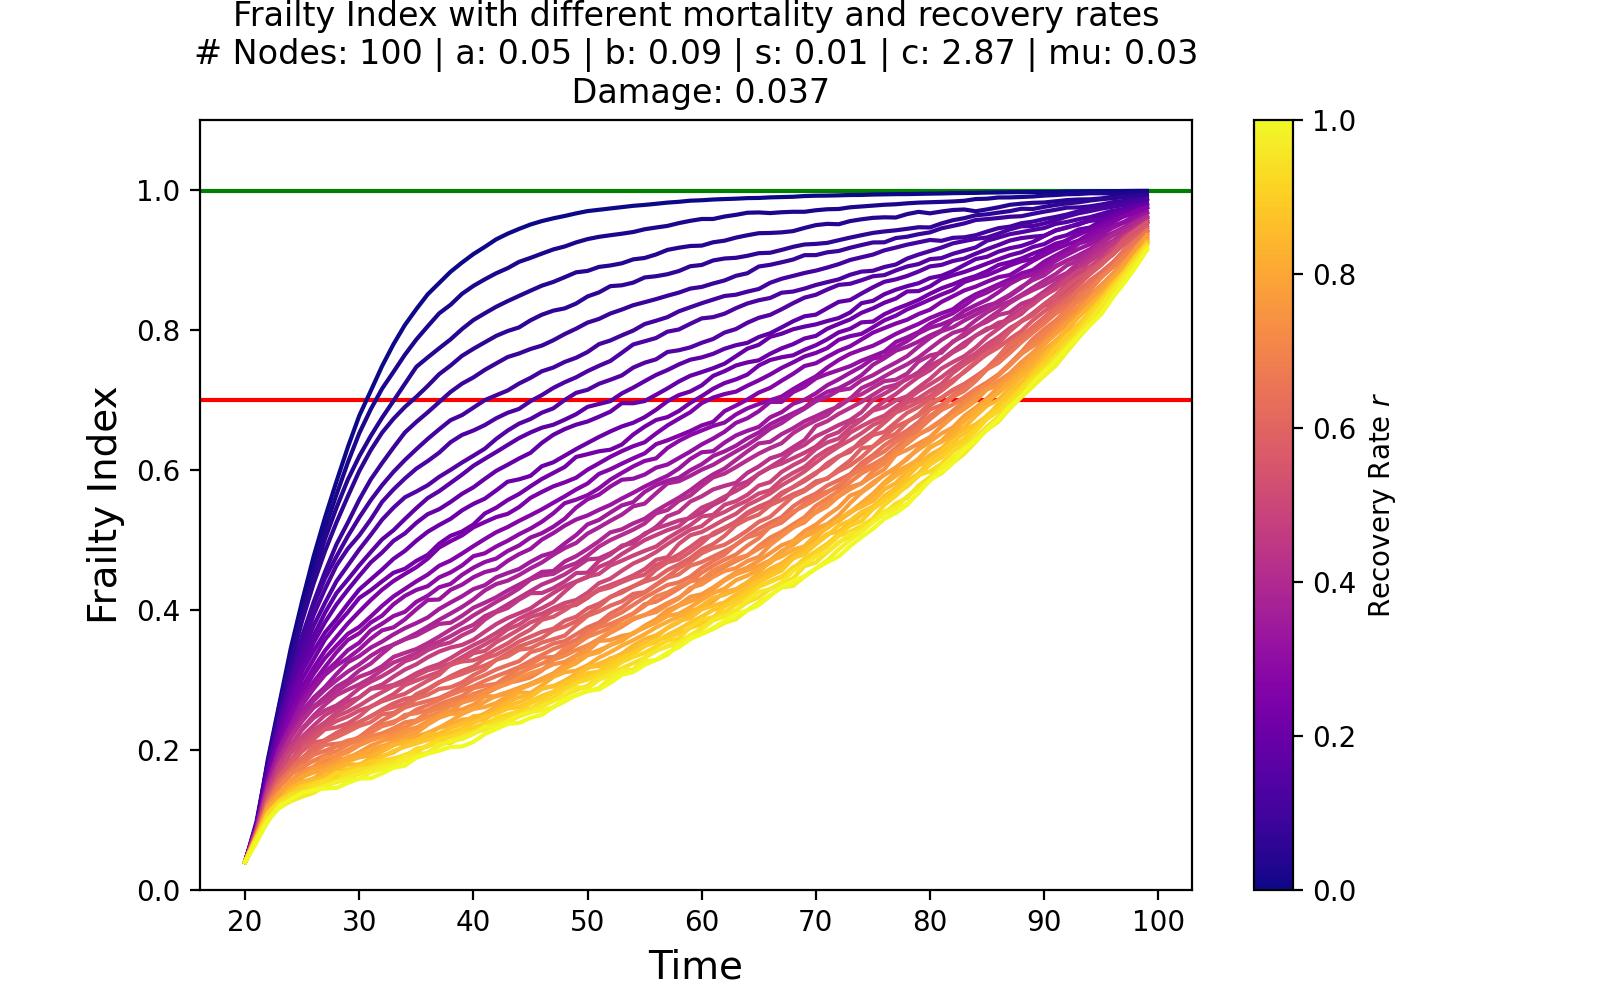 Frailty Index with different mortality and recovery rates
# Nodes: 100 | a: 0.05 | b: 0.09 | s: 0.01 | c: 2.87 | mu: 0.03
Damage: 0.037
Frailty Index
1.0
0.8
0.6
0.4
0.2
0.0
20 30 40 50 60 70 80 90 100
Time
1.0
0.8
0.6
0.4
0.2
0.0
Recovery Rate r